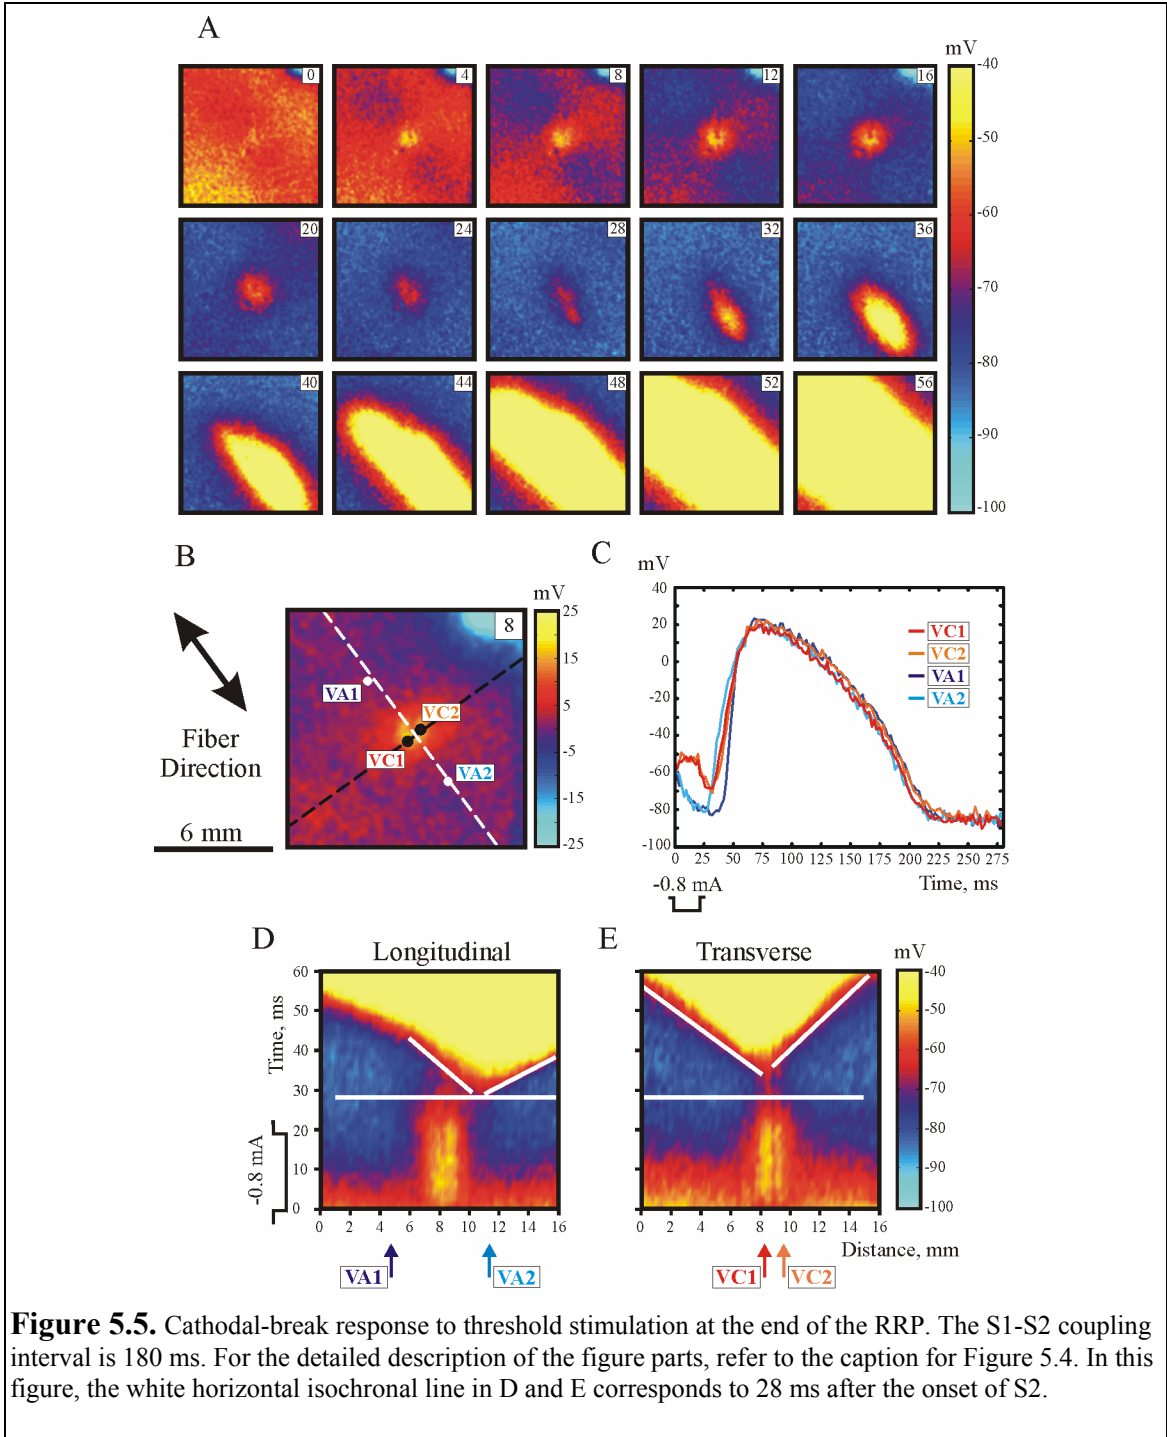 A
mV
0 4 8 12 16
-40
-50
20 24 28 32 36
-60
-70
-80
40 44 48 52 56
-90
-100
B
mV
C
mV
8
25
15
5
-5
-15
-25
VA1
VC2
VC1
VA2
Fiber
Direction
6 mm
40
20
0
-20
-40
-60
-80
-100
VC1
VC2
VA1
VA2
0 25 50 75 100 125 150 175 200 225 250 275
-0.8 mA
Time, ms
D
Longitudinal
E
Transverse
mV
60
50
40
30
20
10
0
Time, ms
-0.8 mA
-40
-50
-60
-70
-80
-90
-100
0 2 4 6 8 10 12 14 16
0 2 4 6 8 10 12 14 16
Distance, mm
VA1
VA2
VC1
VC2
Figure 5.5. Cathodal-break response to threshold stimulation at the end of the RRP. The S1-S2 coupling
interval is 180 ms. For the detailed description of the figure parts, refer to the caption for Figure 5.4. In this
figure, the white horizontal isochronal line in D and E corresponds to 28 ms after the onset of S2.